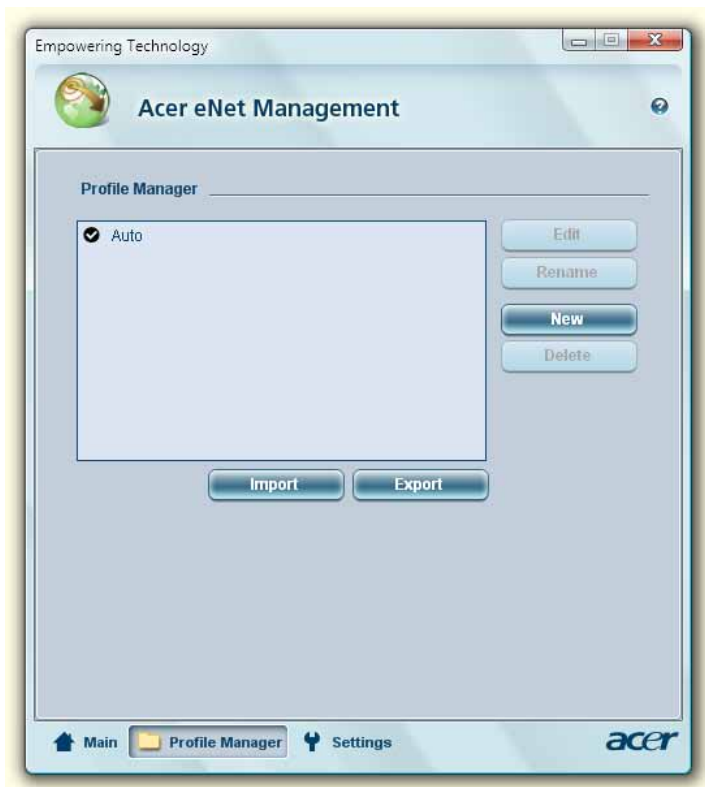 Empowering Technology
Acer eNet Management
Profile Manager
Auto
Edit
Rename
New
Delete
Import
Export
Main
Profile Manager
Settings
acer